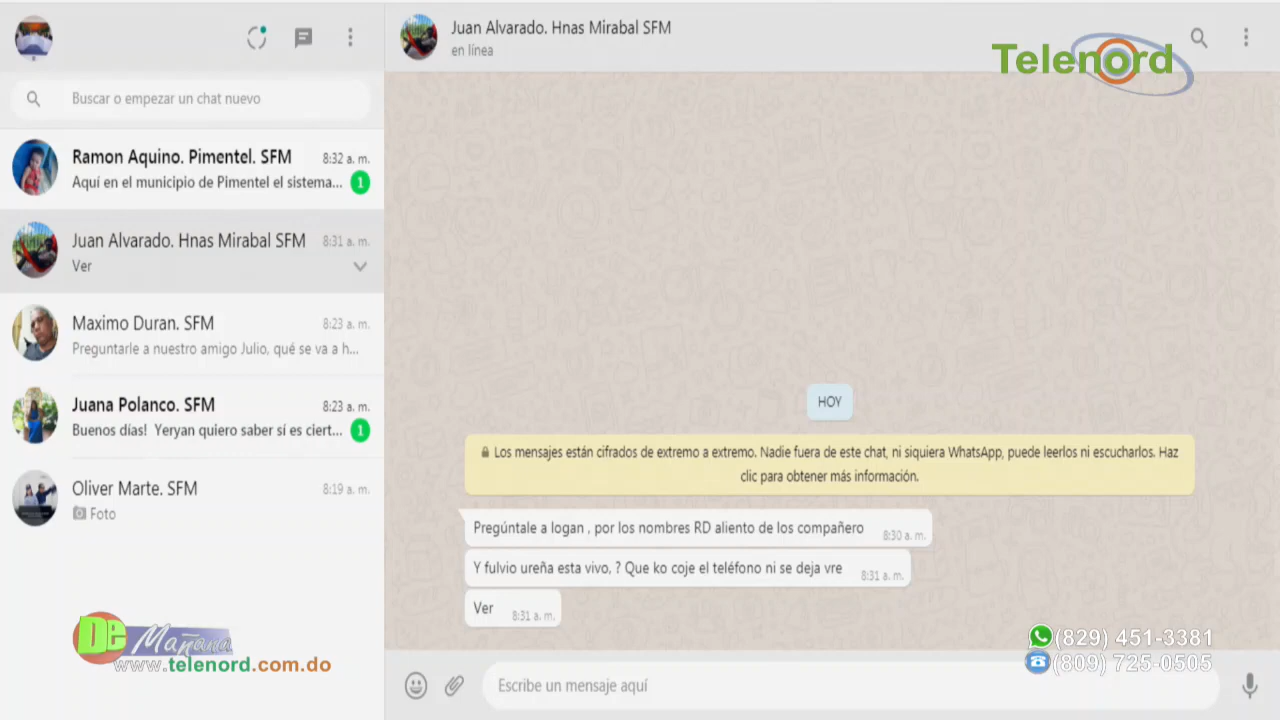 Juan Alvarado. Hnas Mirabal SFM
en línea
Telenord
Buscar o empezar un chat nuevo
Ramon Aquino. Pimentel. SFM
8:32 a. m.
Aquí en el municipio de Pimentel el sistema...
1
Juan Alvarado. Hnas Mirabal SFM
8:31 a. m.
Ver
Maximo Duran. SFM
8:23 a. m.
Preguntarle a nuestro amigo Julio, qué se va a h...
Juana Polanco. SFM
8:23 a. m.
Buenos días! Yeryan quiero saber sí es ciert...
1
Oliver Marte. SFM
8:19 a. m.
Foto
HOY
Los mensajes están cifrados de extremo a extremo. Nadie fuera de este chat, ni siquiera WhatsApp, puede leerlos ni escucharlos. Haz
clic para obtener más información.
Pregúntale a logan , por los nombres RD aliento de los compañero
8:30 a. m.
Y fulvio ureña esta vivo, ? Que ko coje el teléfono ni se deja vre
8:31 a. m.
Ver
8:31 a. m.
Escribe un mensaje aquí
De Mañana
www.telenord.com.do
(829) 451-3381
(809) 725-0505